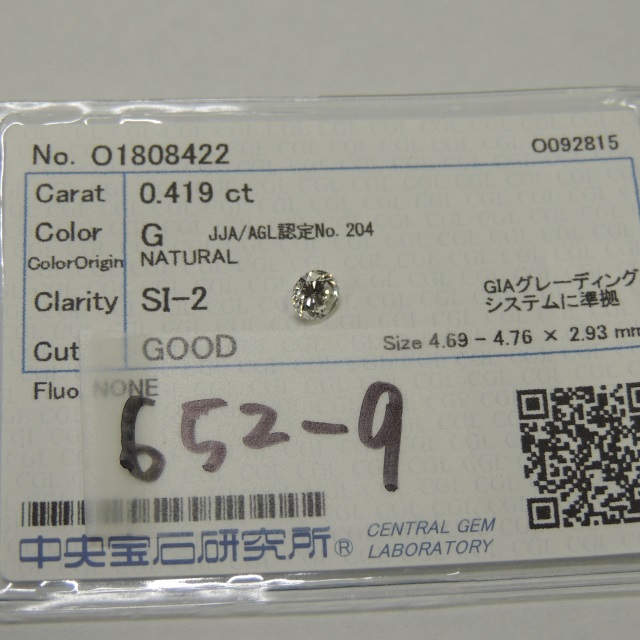 No. O1808422 O092815
Carat 0.419 ct
Color G JJA/AGL認定No. 204
ColorOrigin NATURAL
Clarity SI-2 GIAグレーディング
システムに準拠
Cut GOOD Size 4.69 - 4.76 × 2.93 mm
Fluo NONE
652-9
中央宝石研究所® CENTRAL GEM
LABORATORY